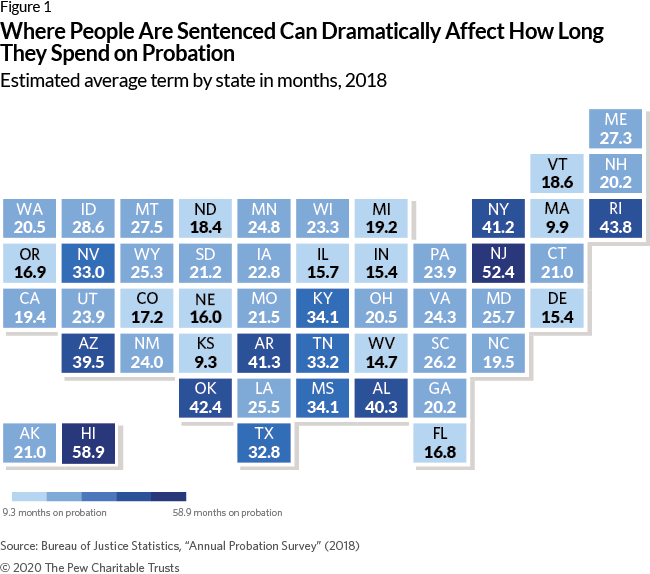 Figure 1
Where People Are Sentenced Can Dramatically Affect How Long
They Spend on Probation
Estimated average term by state in months, 2018
ME
27.3
VT
18.6
NH
20.2
WA
20.5
ID
28.6
MT
27.5
ND
18.4
MN
24.8
WI
23.3
MI
19.2
NY
41.2
MA
9.9
RI
43.8
OR
16.9
NV
33.0
WY
25.3
SD
21.2
IA
22.8
IL
15.7
IN
15.4
PA
23.9
NJ
52.4
CT
21.0
CA
19.4
UT
23.9
CO
17.2
NE
16.0
MO
21.5
KY
34.1
OH
20.5
VA
24.3
MD
25.7
DE
15.4
AZ
39.5
NM
24.0
KS
9.3
AR
41.3
TN
33.2
WV
14.7
SC
26.2
NC
19.5
OK
42.4
LA
25.5
MS
34.1
AL
40.3
GA
20.2
AK
21.0
HI
58.9
TX
32.8
FL
16.8
9.3 months on probation
58.9 months on probation
Source: Bureau of Justice Statistics, “Annual Probation Survey” (2018)
© 2020 The Pew Charitable Trusts